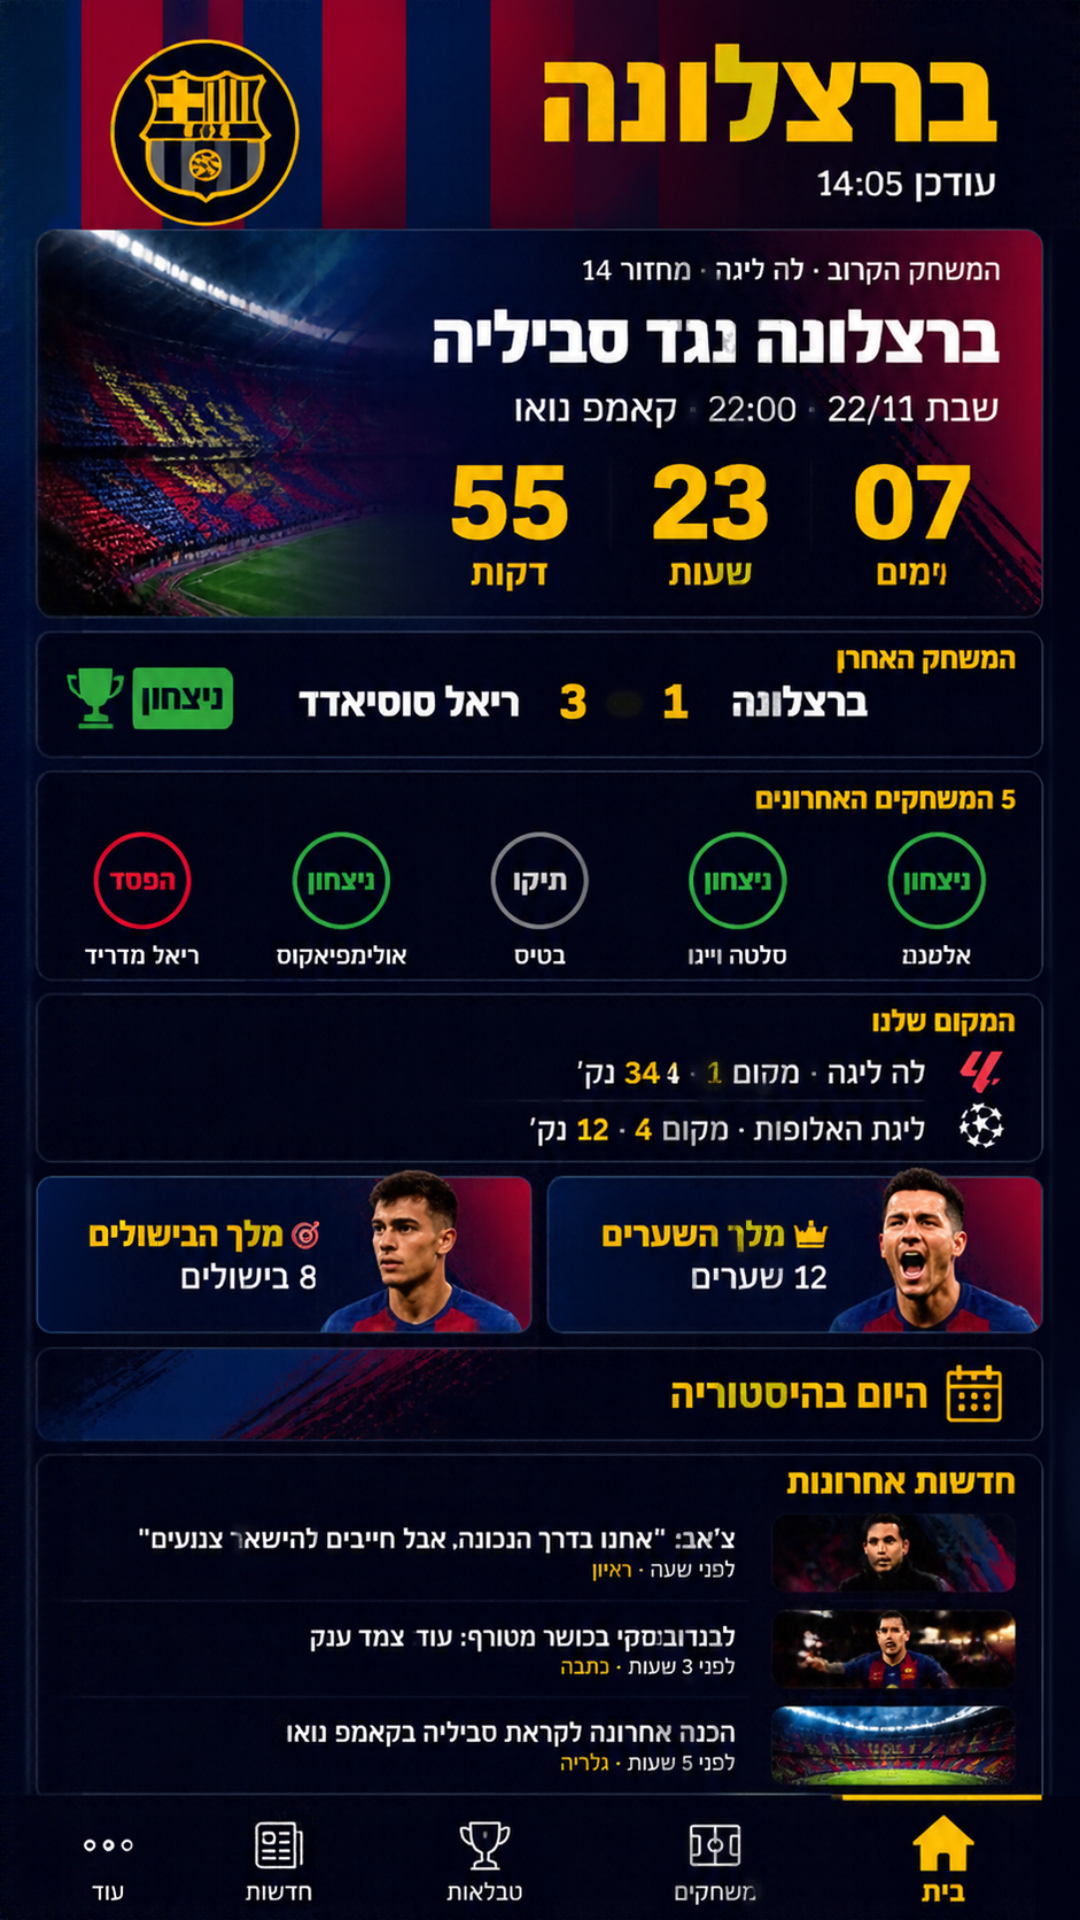 ברצלונה
עודכן 14:05
המשחק הקרוב · לה ליגה · מחזור 14
ברצלונה נגד סביליה
שבת 22/11 · 22:00 · קאמפ נואו
07 23 55
ימים שעות דקות
המשחק האחרון
ברצלונה 1 3 ריאל סוסיאדד ניצחון
5 המשחקים האחרונים
ניצחון ניצחון תיקו ניצחון הפסד
סלטה וייגו בטיס אולימפיאקוס ריאל מדריד
המקום שלנו
לה ליגה · מקום 1 · 34 נק'
ליגת האלופות · מקום 4 · 12 נק'
מלך השערים
12 שערים
מלך הבישולים
8 בישולים
היום בהיסטוריה
חדשות אחרונות
צ'אב: "אחנו בדרך הנכונה, אבל חייבים להישאר צנועים"
לפני שעה · ראיון
בכושר מטורף: עוד צמד ענק
לפני 3 שעות · כתבה
הכנה אחרונה לקראת סביליה בקאמפ נואו
לפני 5 שעות · גלריה
בית משחקים טבלאות חדשות עוד